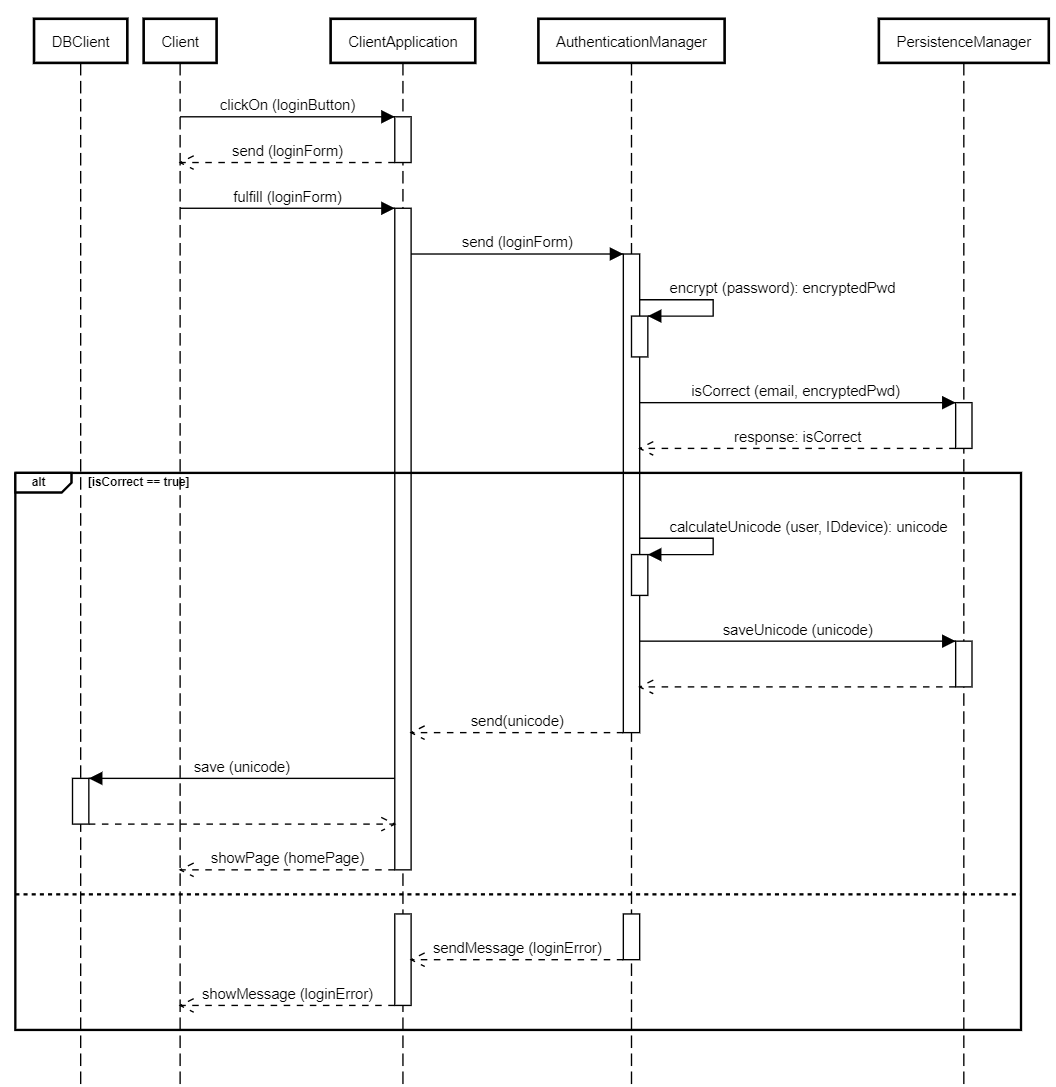 DBClient
Client
ClientApplication
AuthenticationManager
PersistenceManager
clickOn (loginButton)
send (loginForm)
fulfill (loginForm)
send (loginForm)
encrypt (password): encryptedPwd
isCorrect (email, encryptedPwd)
response: isCorrect
alt
[isCorrect == true]
calculateUnicode (user, IDdevice): unicode
saveUnicode (unicode)
send(unicode)
save (unicode)
showPage (homePage)
sendMessage (loginError)
showMessage (loginError)